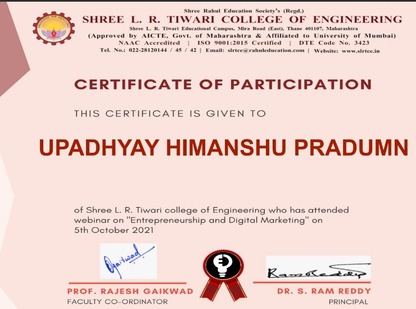 Shree Rahul Education Society's (Regd.)
SHREE L. R. TIWARI COLLEGE OF ENGINEERING
Shree L. R. Tiwari Educational Campus, Mira Road (East), Thane 401107, Maharashtra
(Approved by AICTE, Govt. of Maharashtra & Affiliated to University of Mumbai)
NAAC Accredited | ISO 9001:2015 Certified | DTE Code No. 3423
Tel. No.: 022-28120144 / 45 / 42 | Email: slrtce@rahuleducation.com | Website: www.slrtce.in
CERTIFICATE OF PARTICIPATION
THIS CERTIFICATE IS GIVEN TO
UPADHYAY HIMANSHU PRADUMN
of Shree L. R. Tiwari college of Engineering who has attended
webinar on "Entrepreneurship and Digital Marketing" on
5th October 2021
Gaikwad
Ram Reddy
PROF. RAJESH GAIKWAD
DR. S. RAM REDDY
FACULTY CO-ORDINATOR
PRINCIPAL